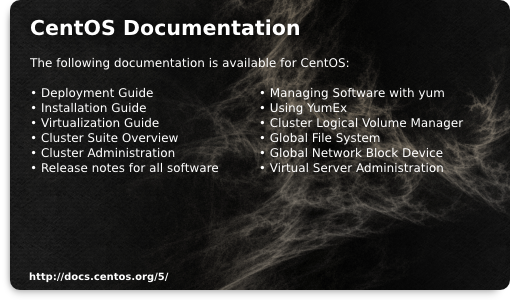 CentOS Documentation
The following documentation is available for CentOS:
• Deployment Guide
• Installation Guide
• Virtualization Guide
• Cluster Suite Overview
• Cluster Administration
• Release notes for all software
• Managing Software with yum
• Using YumEx
• Cluster Logical Volume Manager
• Global File System
• Global Network Block Device
• Virtual Server Administration
http://docs.centos.org/5/